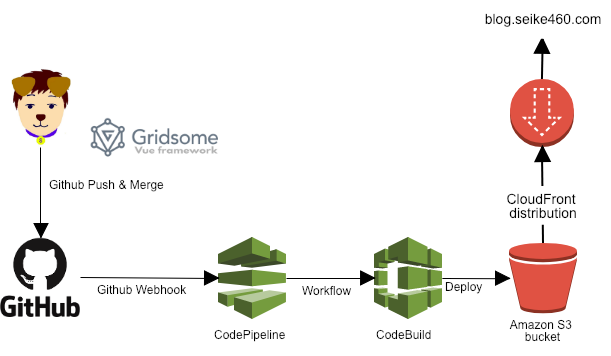 blog.seike460.com
Gridsome
Vue framework
Github Push & Merge
CloudFront
distribution
GitHub
Github Webhook
Workflow
Deploy
CodePipeline
CodeBuild
Amazon S3
bucket